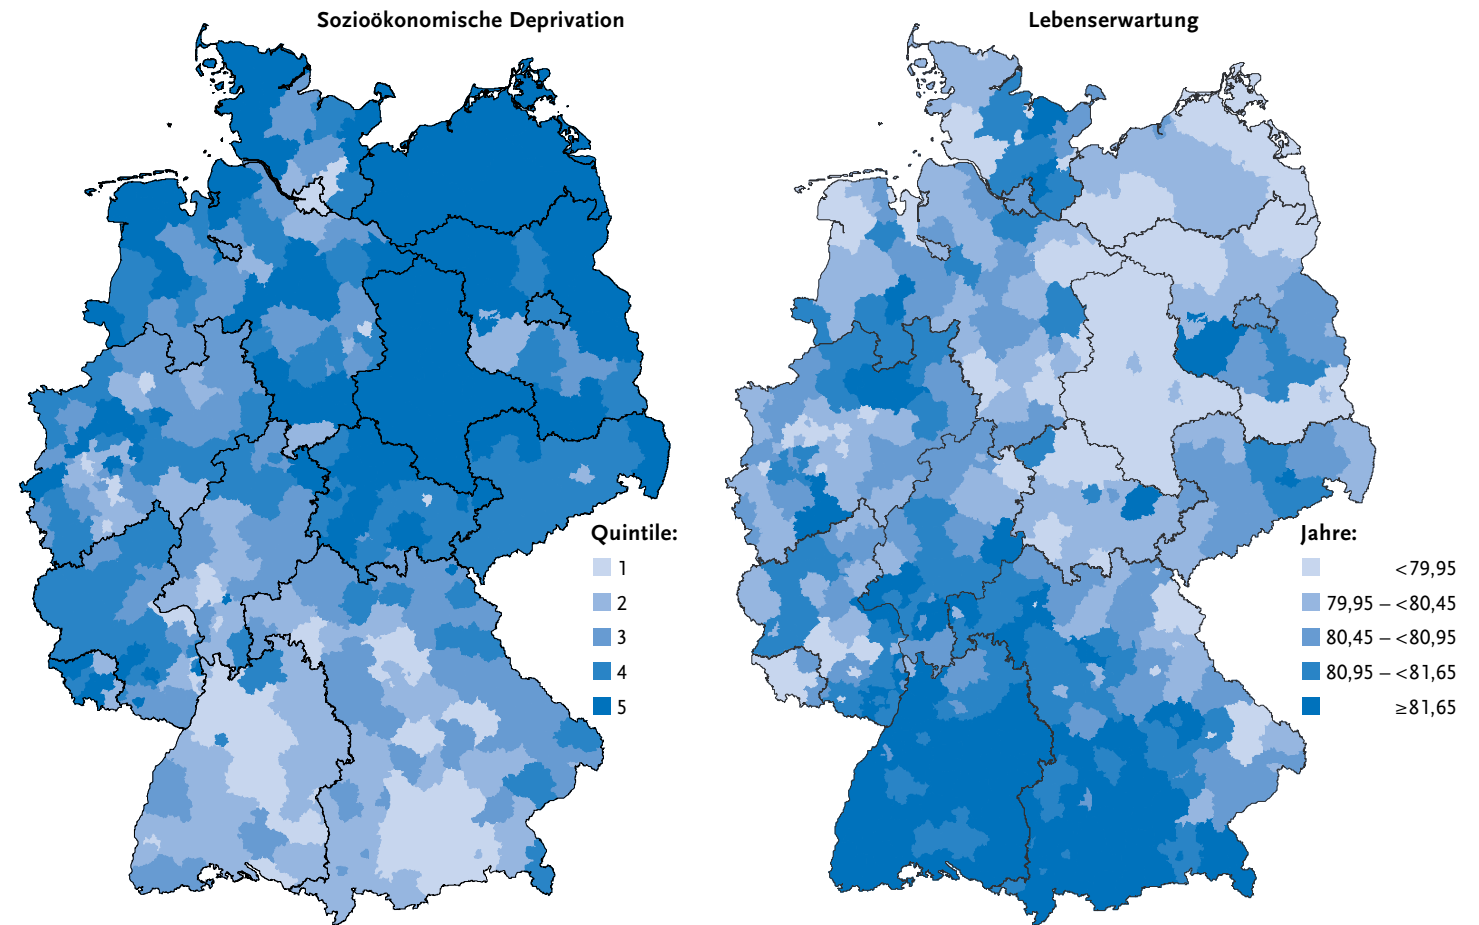 Sozioökonomische Deprivation
Lebenserwartung
Quintile:
1
2
3
4
5
Jahre:
<79,95
79,95 – <80,45
80,45 – <80,95
80,95 – <81,65
≥81,65